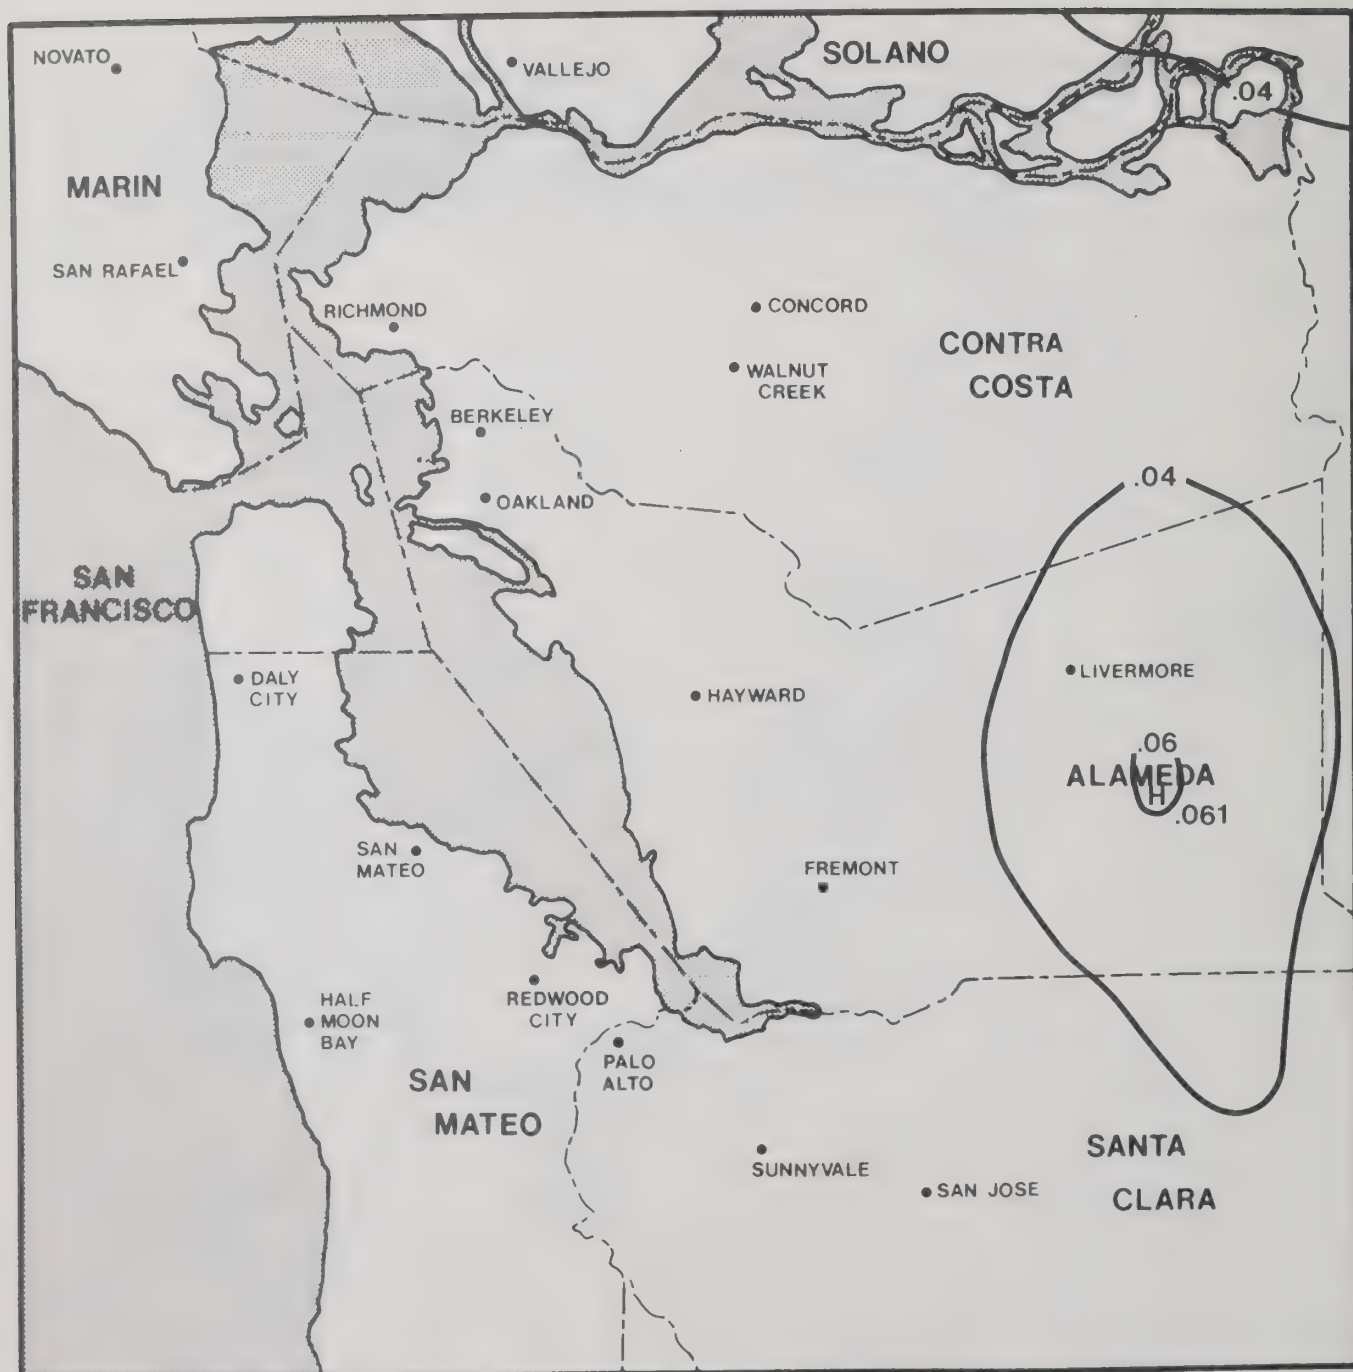 NOVATO
VALLEJO
SOLANO
.04
MARIN
SAN RAFAEL
RICHMOND
CONCORD
CONTRA
COSTA
WALNUT
CREEK
BERKELEY
OAKLAND
.04
SAN
FRANCISCO
DALY
CITY
HAYWARD
LIVERMORE
.06
ALAMEDA
H
.061
SAN
MATEO
FREMONT
HALF
MOON
BAY
REDWOOD
CITY
PALO
ALTO
SAN
MATEO
SUNNYVALE
SAN JOSE
SANTA
CLARA